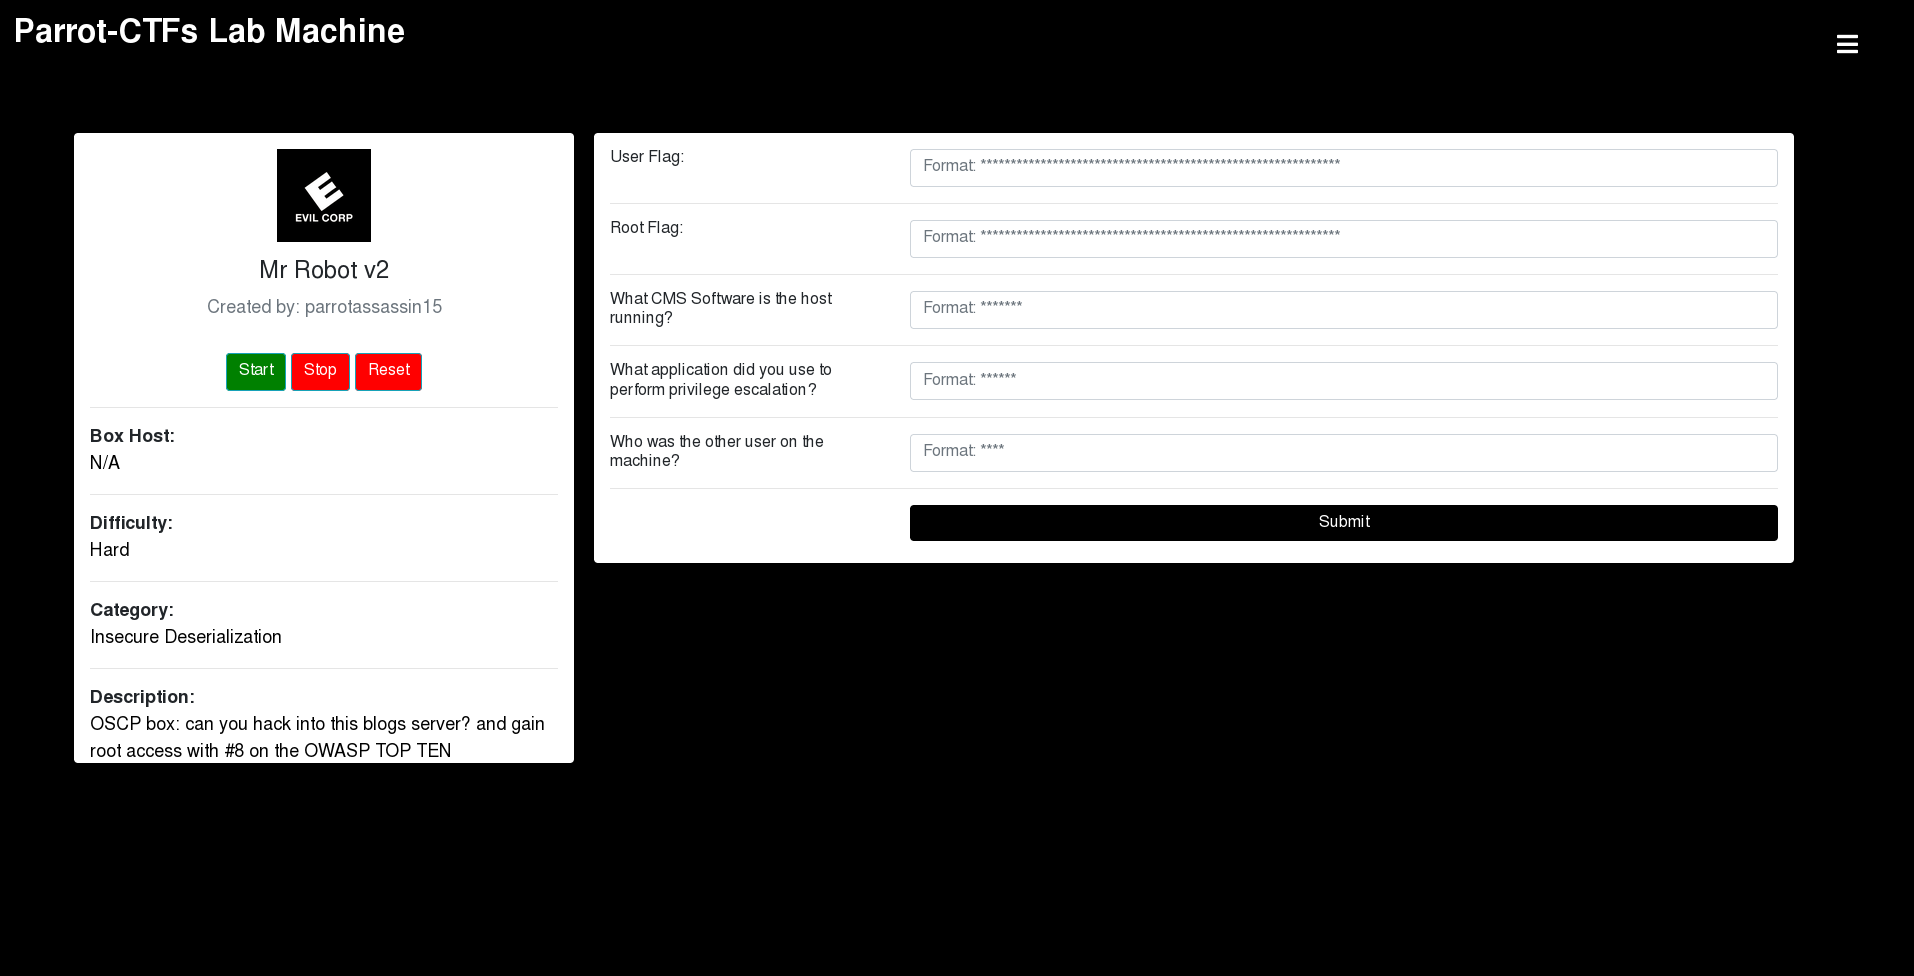 Parrot-CTFs Lab Machine
EVIL CORP
Mr Robot v2
Created by: parrotassassin15
Start Stop Reset
Box Host:
N/A
Difficulty:
Hard
Category:
Insecure Deserialization
Description:
OSCP box: can you hack into this blogs server? and gain
root access with #8 on the OWASP TOP TEN
User Flag:
Format: ************************************************************
Root Flag:
Format: ************************************************************
What CMS Software is the host
running?
Format: *******
What application did you use to
perform privilege escalation?
Format: ******
Who was the other user on the
machine?
Format: ****
Submit